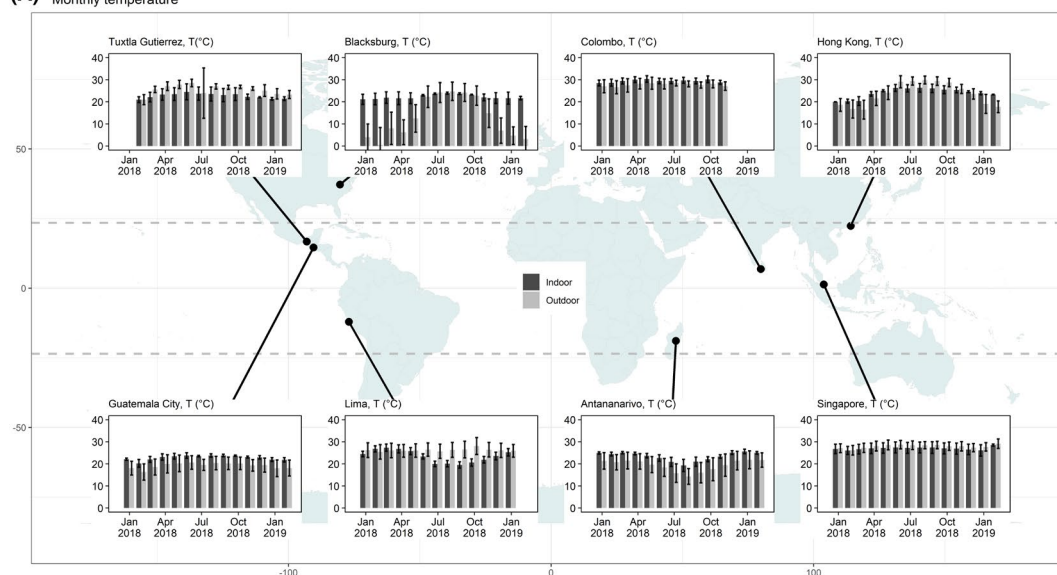 (A) Monthly temperature
Tuxtla Gutierrez, T(°C)
40
30
20
10
0
Jan Apr Jul Oct Jan
2018 2018 2018 2018 2019
Blacksburg, T (°C)
40
30
20
10
0
Jan Apr Jul Oct Jan
2018 2018 2018 2018 2019
Colombo, T (°C)
40
30
20
10
0
Jan Apr Jul Oct Jan
2018 2018 2018 2018 2019
Hong Kong, T (°C)
40
30
20
10
0
Jan Apr Jul Oct Jan
2018 2018 2018 2018 2019
50
0
-50
Indoor
Outdoor
Guatemala City, T (°C)
40
30
20
10
0
Jan Apr Jul Oct Jan
2018 2018 2018 2018 2019
Lima, T (°C)
40
30
20
10
0
Jan Apr Jul Oct Jan
2018 2018 2018 2018 2019
Antananarivo, T (°C)
40
30
20
10
0
Jan Apr Jul Oct Jan
2018 2018 2018 2018 2019
Singapore, T (°C)
40
30
20
10
0
Jan Apr Jul Oct Jan
2018 2018 2018 2018 2019
-100 0 100